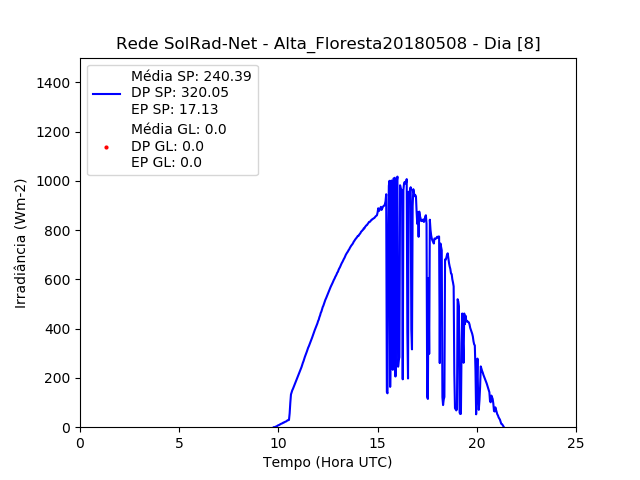 Rede SolRad-Net - Alta_Floresta20180508 - Dia [8]
Média SP: 240.39
DP SP: 320.05
EP SP: 17.13
Média GL: 0.0
DP GL: 0.0
EP GL: 0.0
Irradiância (Wm-2)
1400
1200
1000
800
600
400
200
0
0 5 10 15 20 25
Tempo (Hora UTC)